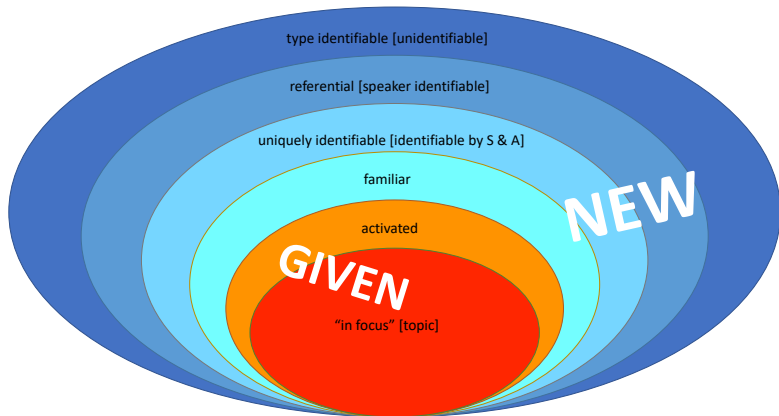 type identifiable [unidentifiable]
referential [speaker identifiable]
uniquely identifiable [identifiable by S & A]
familiar
NEW
activated
GIVEN
“in focus” [topic]